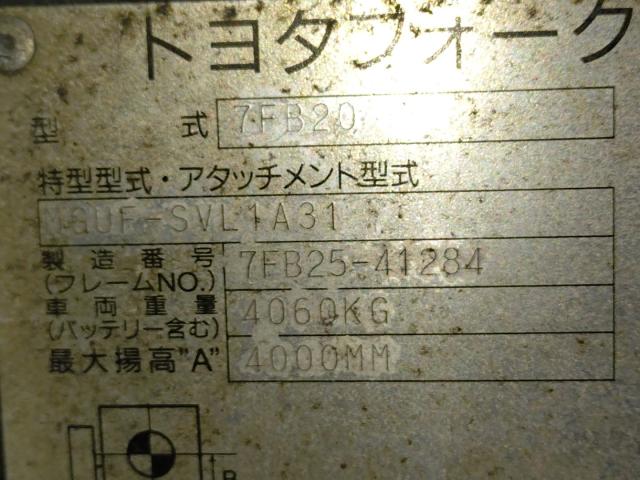 トヨタフォーク
型 式 7FB20
特型型式・アタッチメント型式
NGUF-SVL1A31
製造番号 7FB25-41284
(フレームNO.)
車両重量 4060KG
(バッテリー含む)
最大揚高"A" 4000MM
B